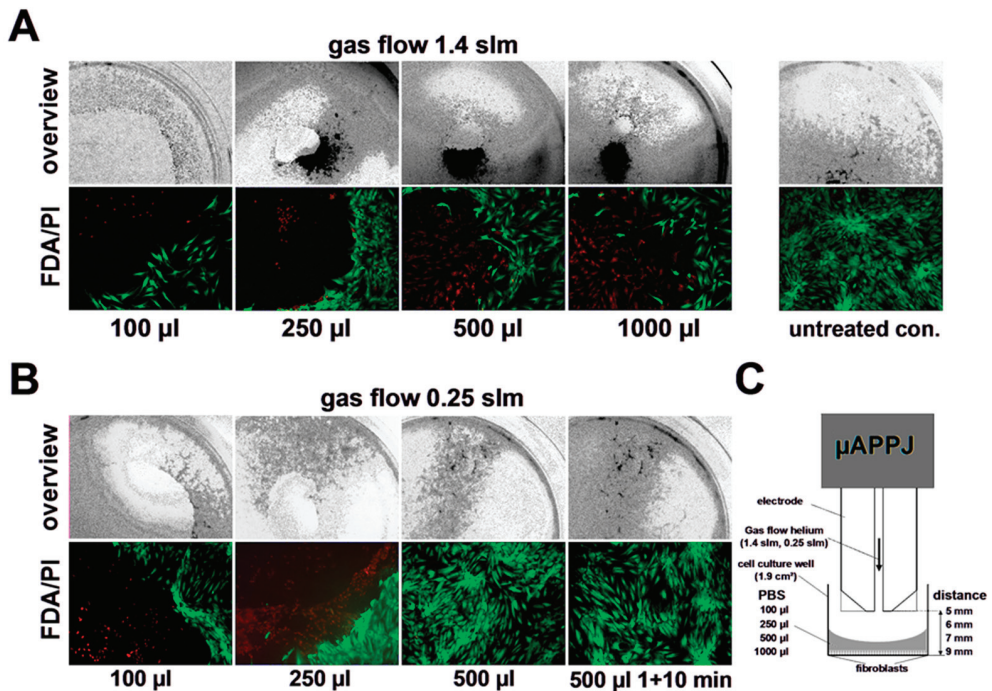 A
gas flow 1.4 slm
overview
FDA/PI
100 µl
250 µl
500 µl
1000 µl
untreated con.
B
gas flow 0.25 slm
overview
FDA/PI
100 µl
250 µl
500 µl
500 µl 1+10 min
C
µAPPJ
electrode
Gas flow helium
(1.4 slm, 0.25 slm)
cell culture well
(1.9 cm²)
PBS
distance
100 µl
5 mm
250 µl
6 mm
500 µl
7 mm
1000 µl
9 mm
fibroblasts